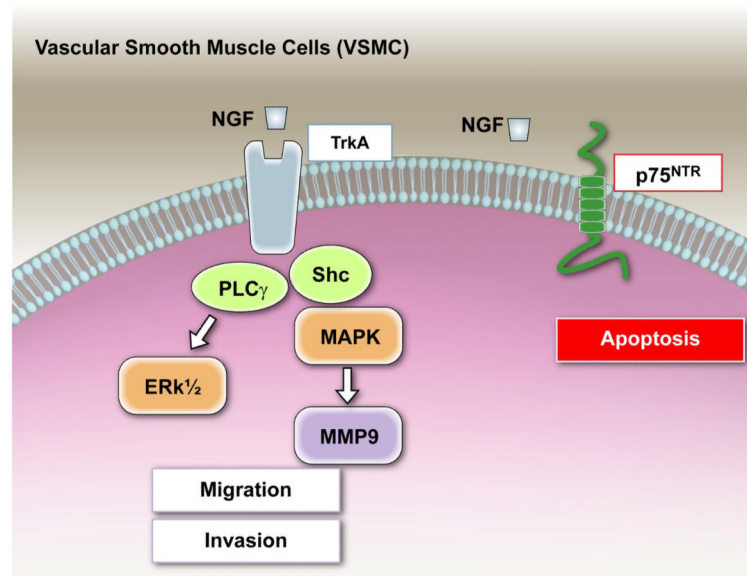 Vascular Smooth Muscle Cells (VSMC)
NGF
TrkA
NGF
p75NTR
PLCγ
Shc
MAPK
Apoptosis
ERk½
MMP9
Migration
Invasion